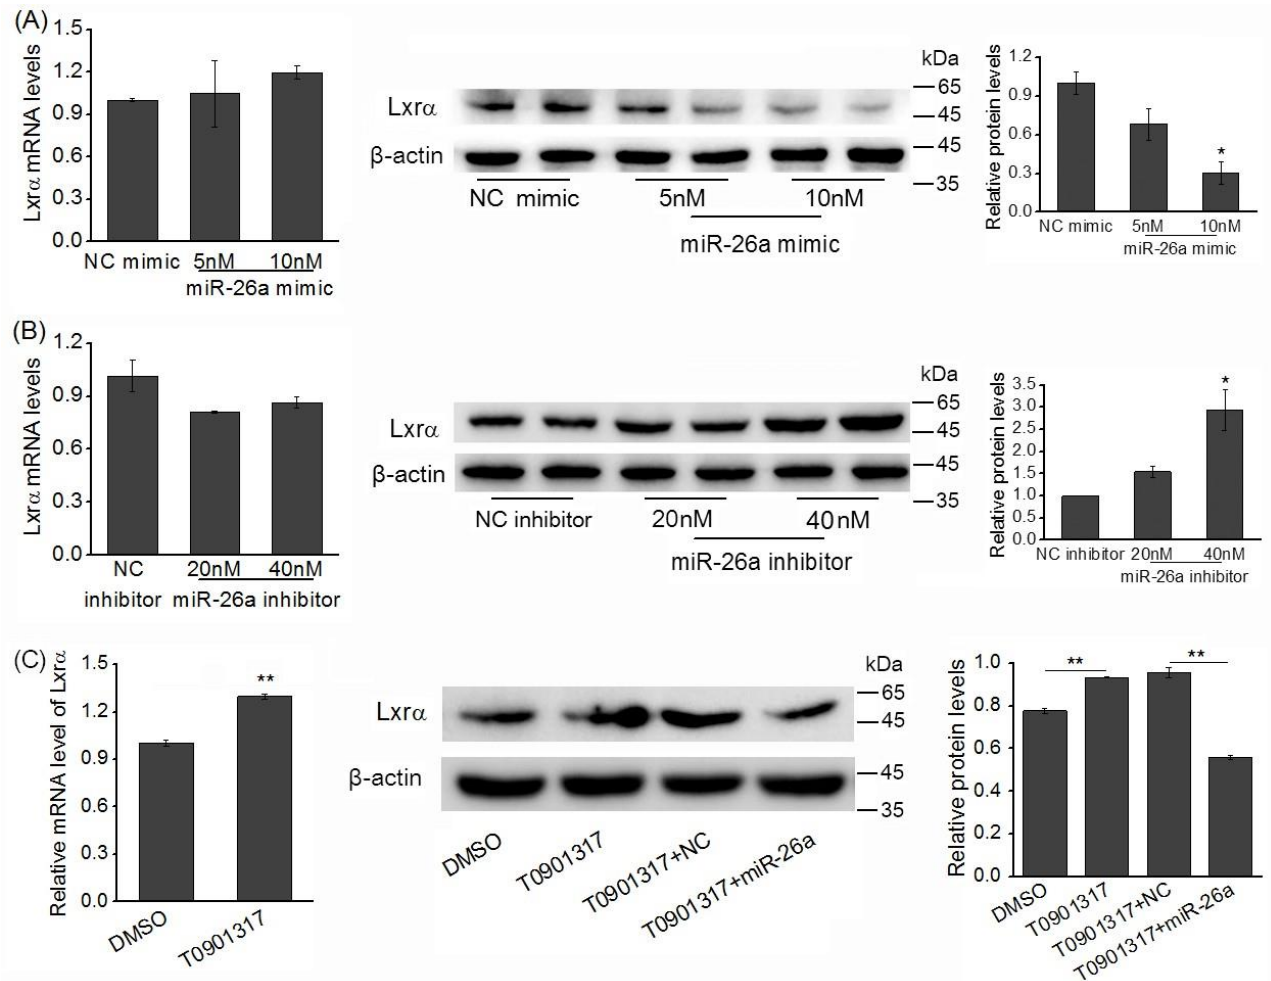 (A)
Lxrα mRNA levels
1.5
1.2
0.9
0.6
0.3
0.0
NC mimic 5nM 10nM
miR-26a mimic
kDa
Lxrα
65
45
β-actin
45
35
NC mimic 5nM 10nM
miR-26a mimic
Relative protein levels
1.2
0.9
0.6
0.3
0.0
*
NC mimic 5nM 10nM
miR-26a mimic
(B)
Lxrα mRNA levels
1.2
0.9
0.6
0.3
0.0
NC 20nM 40nM
inhibitor miR-26a inhibitor
kDa
Lxrα
65
45
β-actin
45
35
NC inhibitor 20nM 40nM
miR-26a inhibitor
Relative protein levels
3.5
3.0
2.5
2.0
1.5
1.0
0.5
0.0
*
NC inhibitor 20nM 40nM
miR-26a inhibitor
(C)
Relative mRNA level of Lxrα
1.5
1.2
0.9
0.6
0.3
0.0
**
DMSO
T0901317
kDa
Lxrα
65
45
β-actin
45
35
DMSO
T0901317
T0901317+NC
T0901317+miR-26a
Relative protein levels
1.0
0.8
0.6
0.4
0.2
0.0
**
**
DMSO
T0901317
T0901317+NC
T0901317+miR-26a